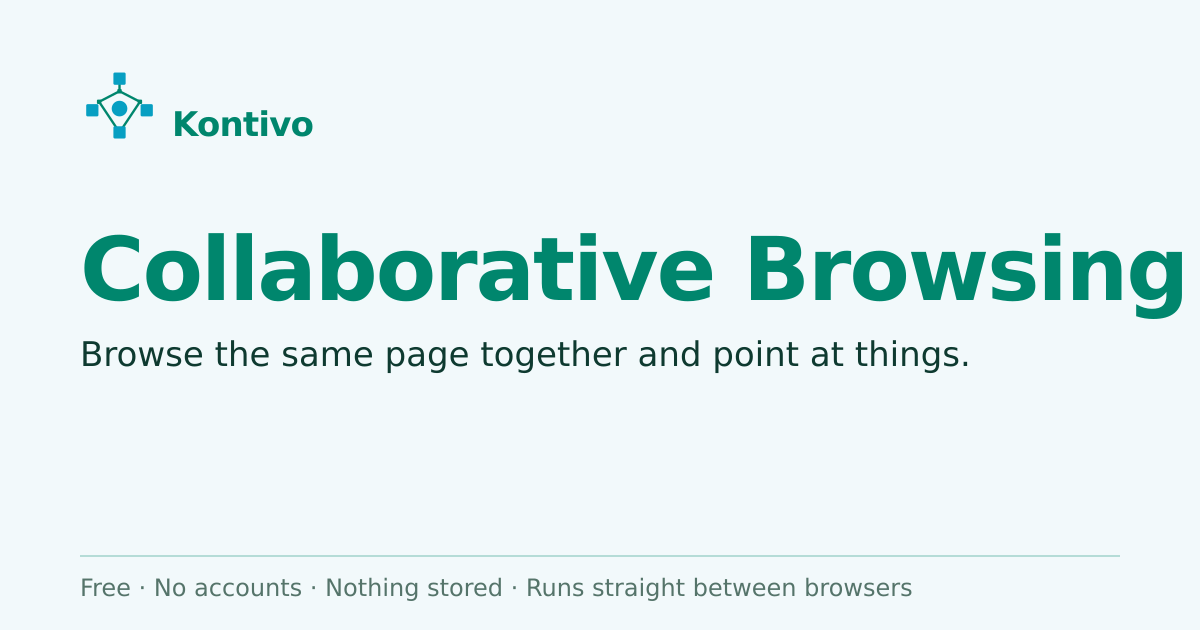 Kontivo
Collaborative Browsing
Browse the same page together and point at things.
Free · No accounts · Nothing stored · Runs straight between browsers